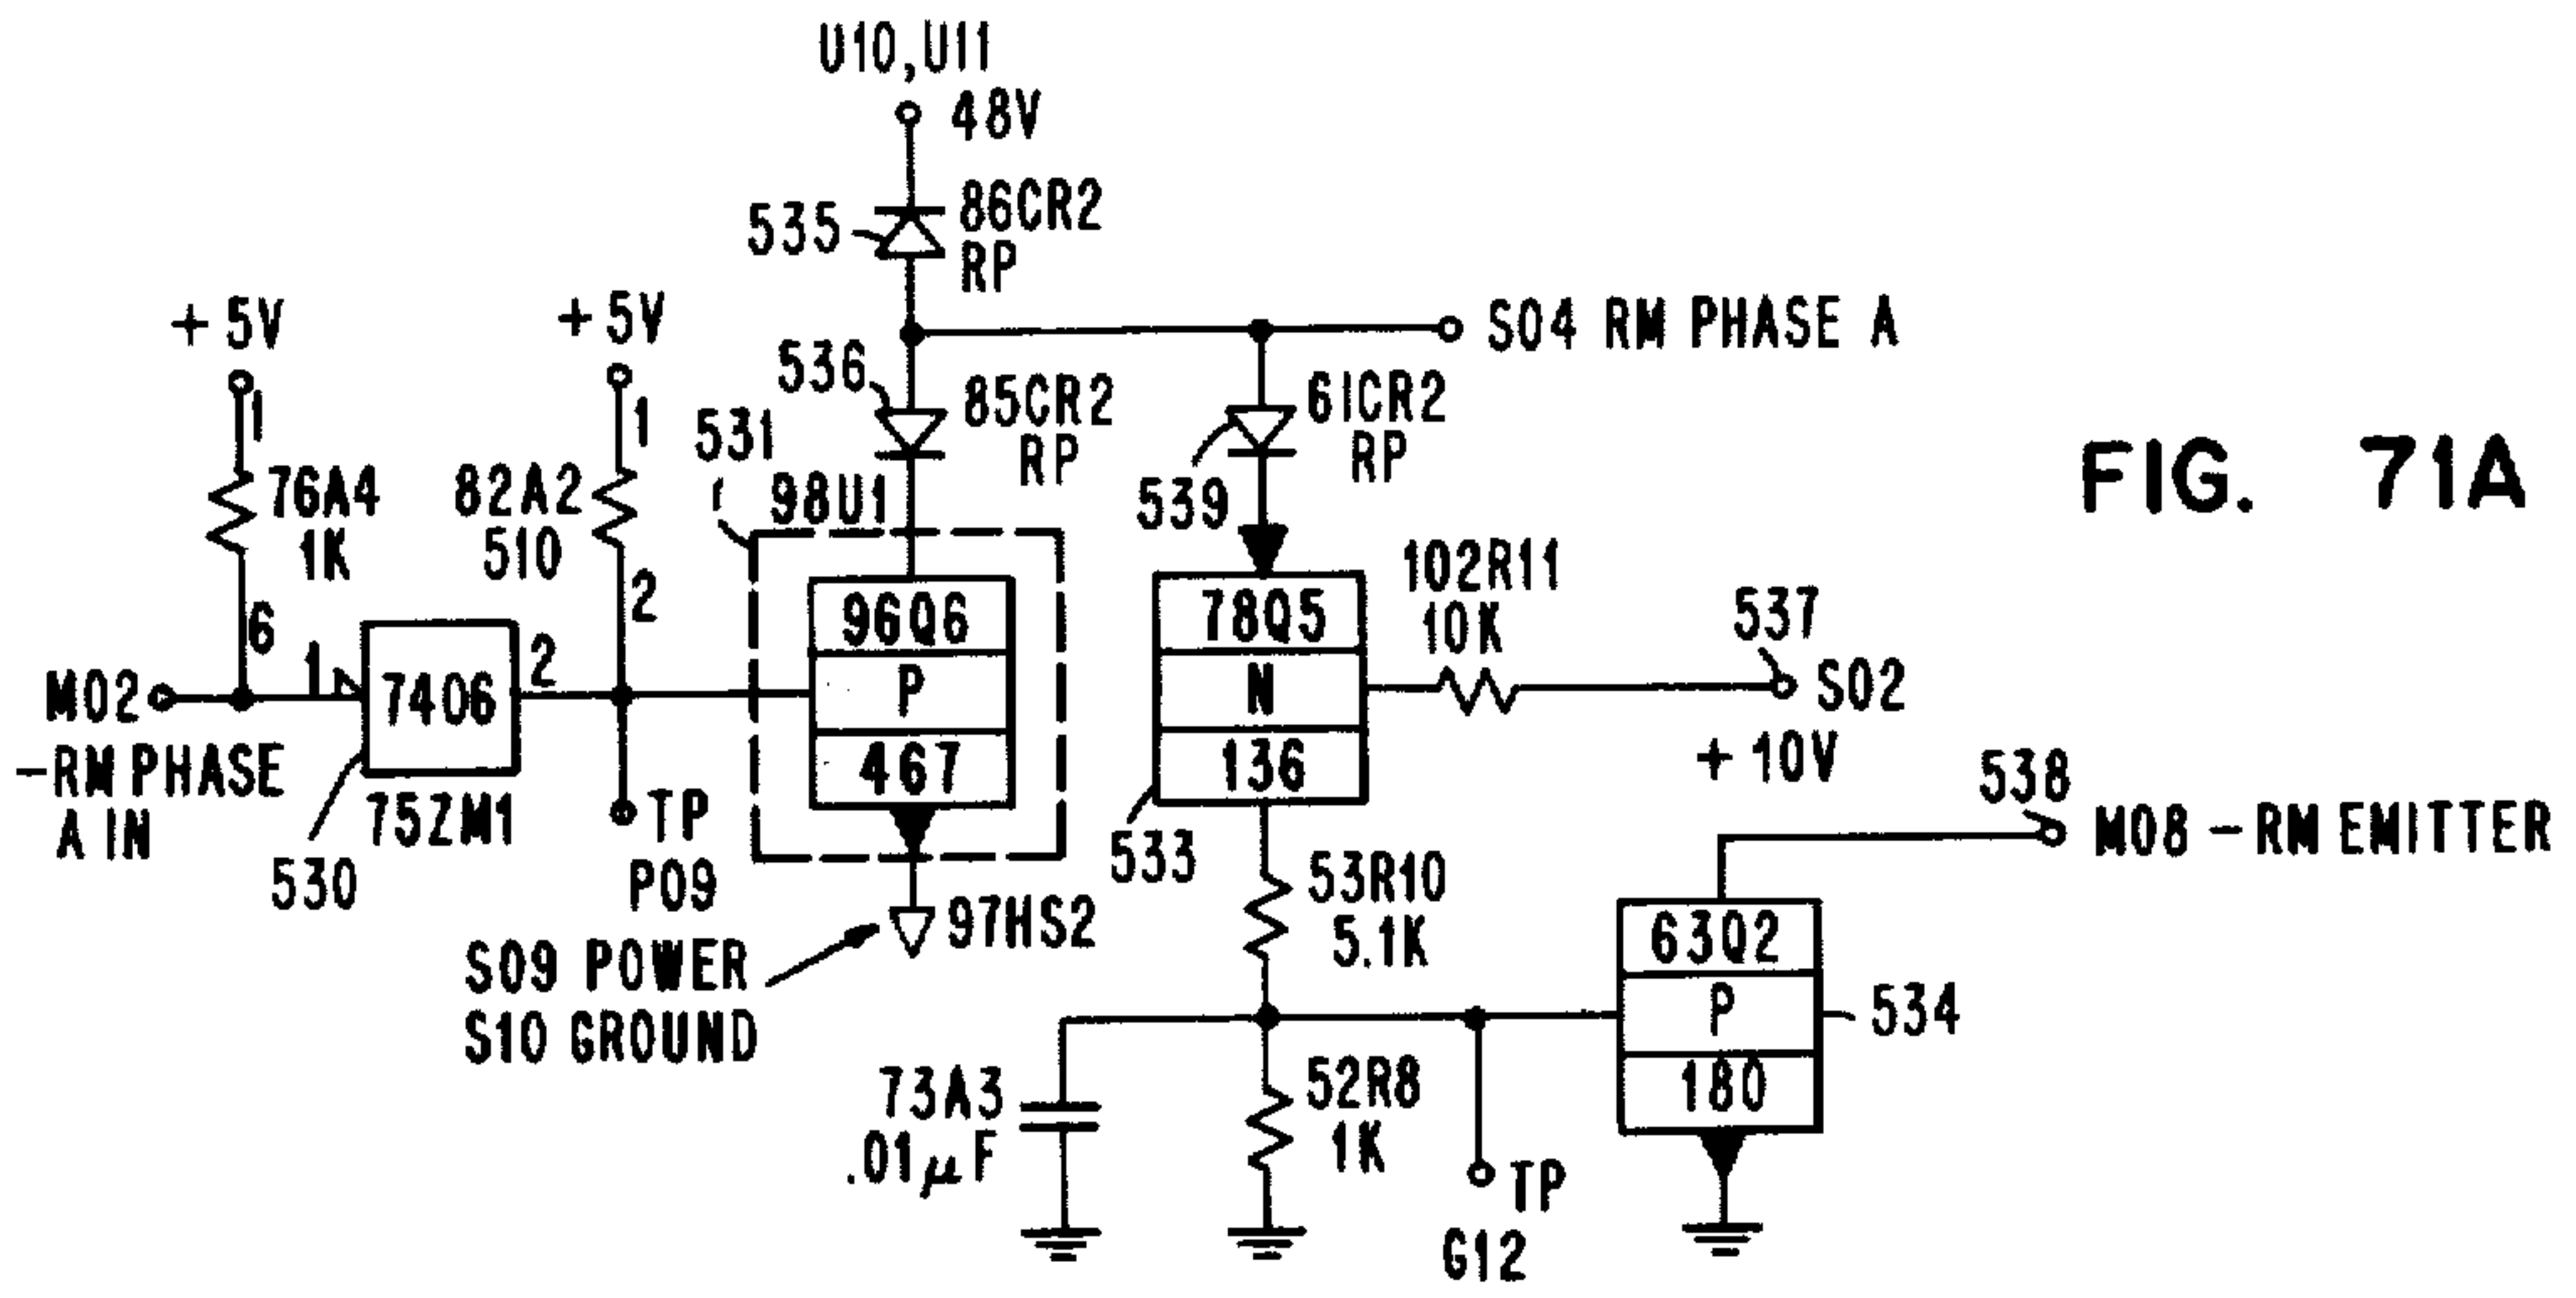 U10, U11
48V
535
86CR2
RP
+5V
+5V
S04 RM PHASE A
536
85CR2
RP
61CR2
RP
FIG. 71A
1
1
531
76A4
1K
82A2
510
98U1
539
102R11
10K
537
S02
+10V
6
2
1
7406
2
96Q6
P
467
78Q5
N
136
M02
-RM PHASE
A IN
75ZM1
530
TP
P09
533
538
M08 -RM EMITTER
53R10
5.1K
97HS2
S09 POWER
S10 GROUND
63Q2
P
180
534
73A3
.01μF
52R8
1K
TP
G12